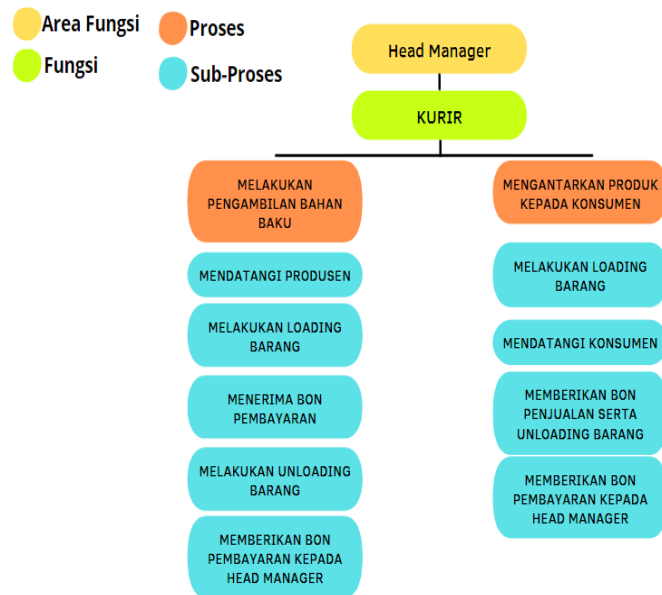 Area Fungsi
Proses
Fungsi
Sub-Proses
Head Manager
KURIR
MELAKUKAN
PENGAMBILAN BAHAN
BAKU
MENDATANGI PRODUSEN
MELAKUKAN LOADING
BARANG
MENERIMA BON
PEMBAYARAN
MELAKUKAN UNLOADING
BARANG
MEMBERIKAN BON
PEMBAYARAN KEPADA
HEAD MANAGER
MENGANTARKAN PRODUK
KEPADA KONSUMEN
MELAKUKAN LOADING
BARANG
MENDATANGI KONSUMEN
MEMBERIKAN BON
PENJUALAN SERTA
UNLOADING BARANG
MEMBERIKAN BON
PEMBAYARAN KEPADA
HEAD MANAGER